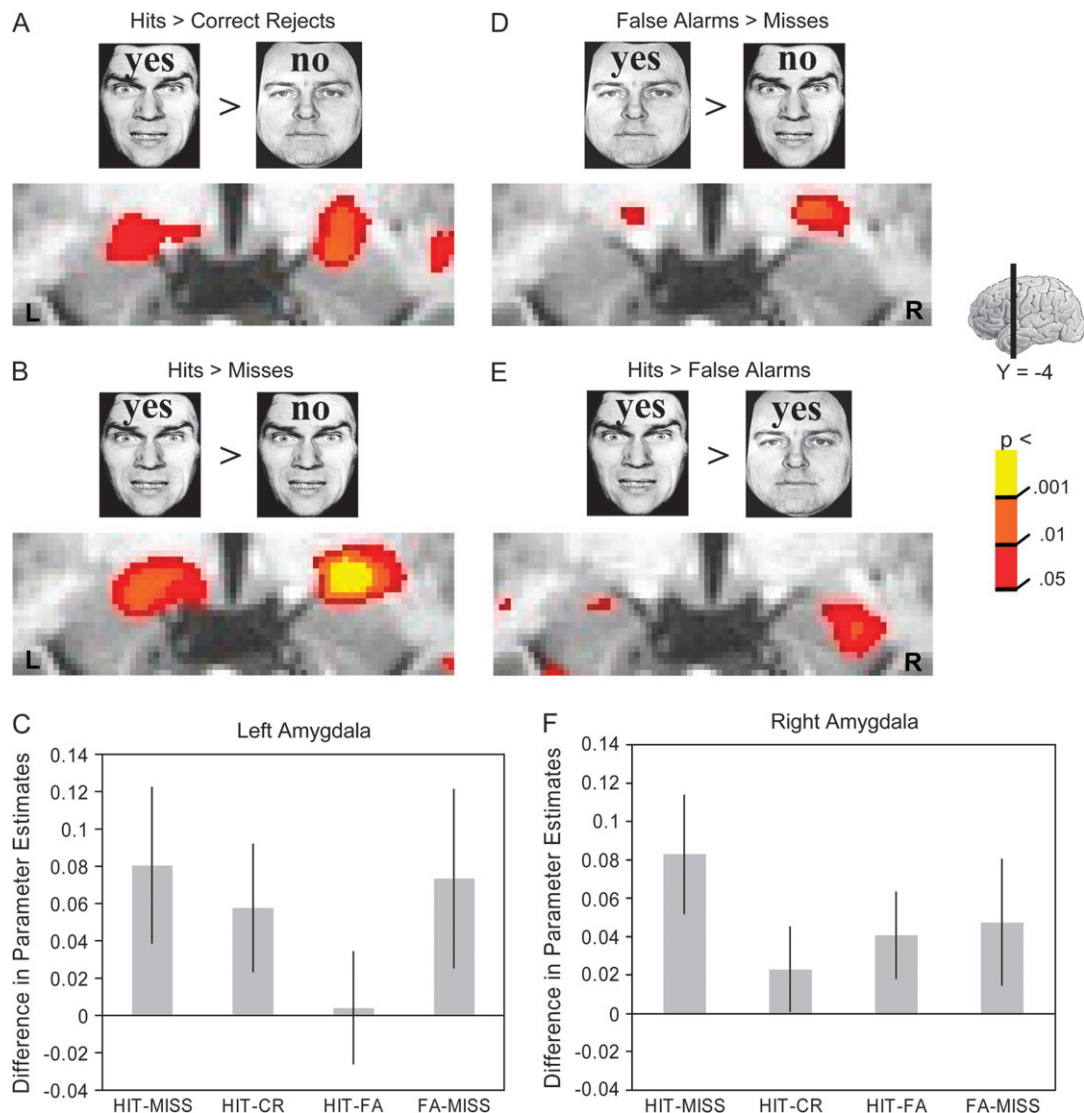 A
Hits > Correct Rejects
yes
>
no
L
B
Hits > Misses
yes
>
no
L
C
Left Amygdala
Difference in Parameter Estimates
0.14
0.12
0.1
0.08
0.06
0.04
0.02
0
-0.02
-0.04
HIT-MISS HIT-CR HIT-FA FA-MISS
D
False Alarms > Misses
yes
>
no
R
E
Hits > False Alarms
yes
>
yes
R
Y = -4
p <
.001
.01
.05
F
Right Amygdala
Difference in Parameter Estimates
0.14
0.12
0.1
0.08
0.06
0.04
0.02
0
-0.02
-0.04
HIT-MISS HIT-CR HIT-FA FA-MISS